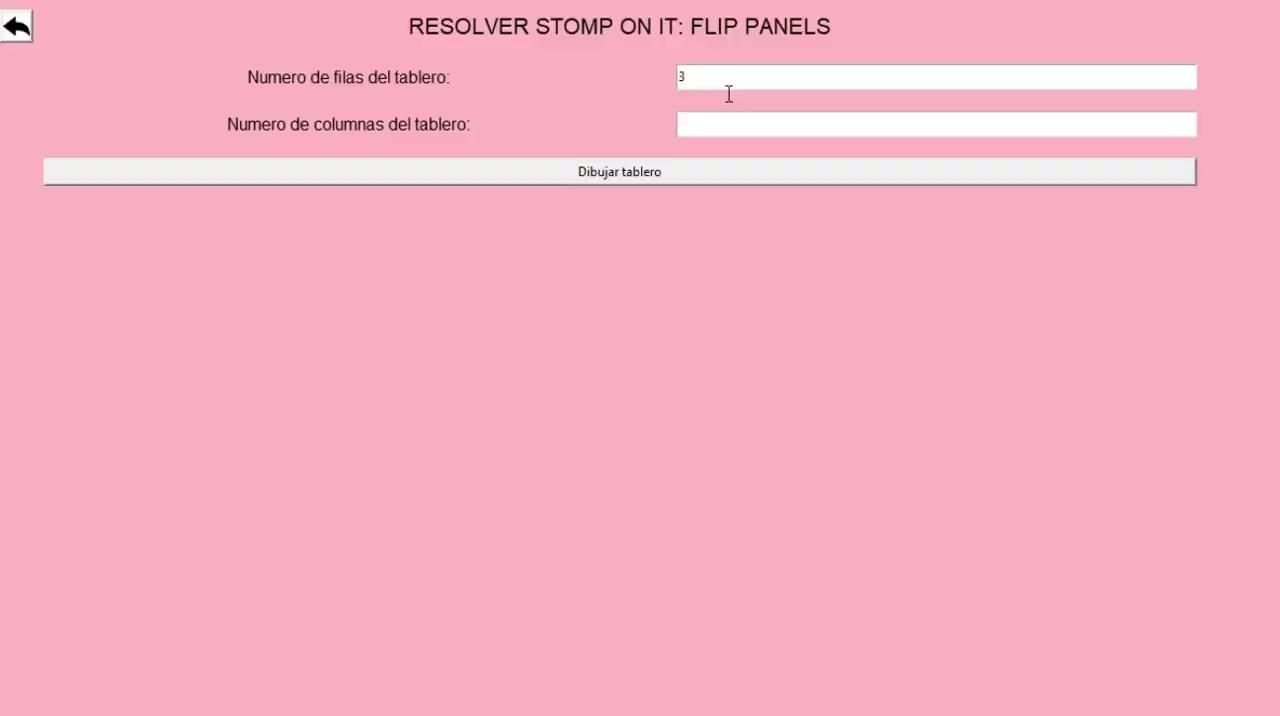 RESOLVER STOMP ON IT: FLIP PANELS
Numero de filas del tablero:
3
Numero de columnas del tablero:
Dibujar tablero